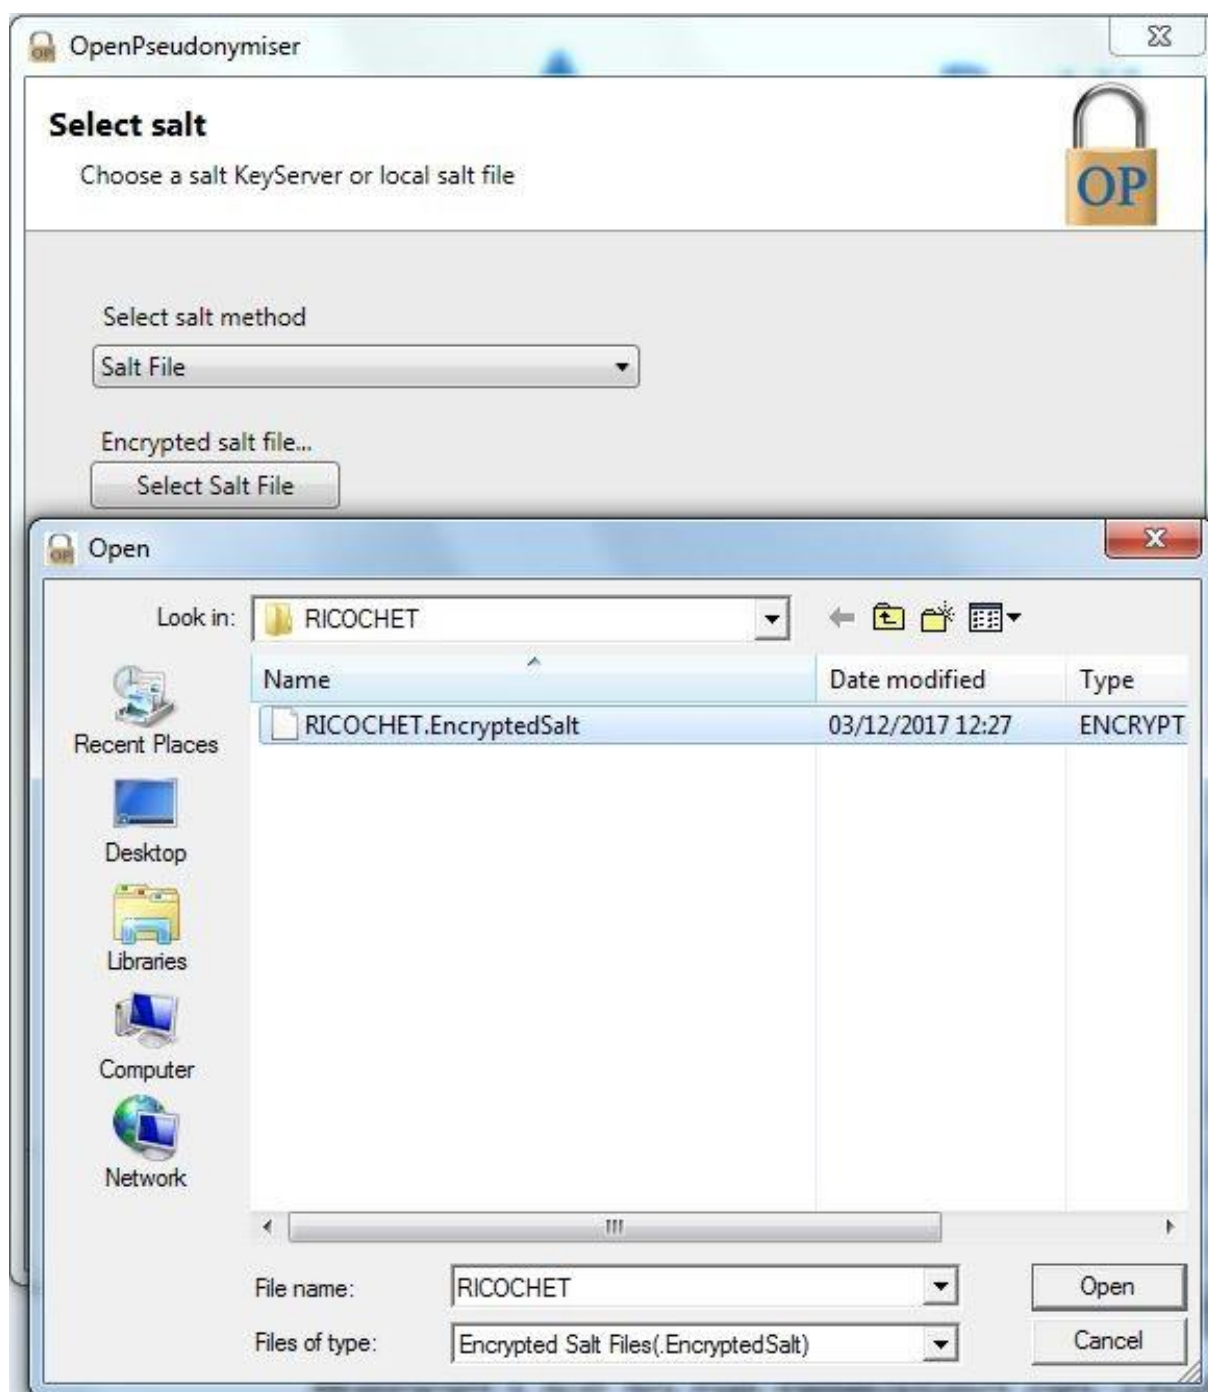 OP OpenPseudonymiser
Select salt
Choose a salt KeyServer or local salt file
OP
Select salt method
Salt File
Encrypted salt file...
Select Salt File
OP Open
Look in: RICOCHET
Name Date modified Type
RICOCHET.EncryptedSalt 03/12/2017 12:27 ENCRYPT
Recent Places
Desktop
Libraries
Computer
Network
File name: RICOCHET Open
Files of type: Encrypted Salt Files(.EncryptedSalt) Cancel